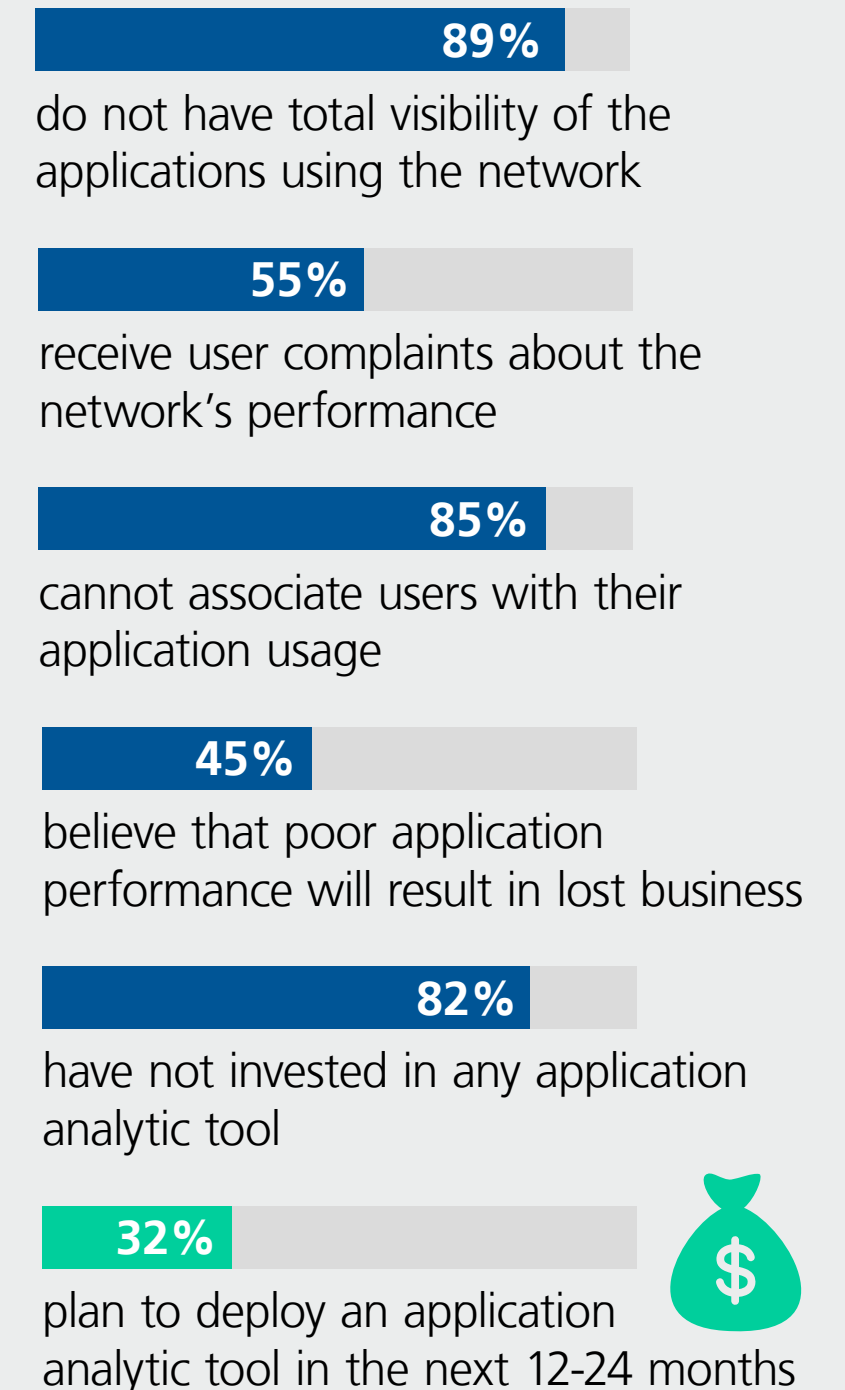 89%
do not have total visibility of the
applications using the network
55%
receive user complaints about the
network’s performance
85%
cannot associate users with their
application usage
45%
believe that poor application
performance will result in lost business
82%
have not invested in any application
analytic tool
32%
$
plan to deploy an application
analytic tool in the next 12-24 months